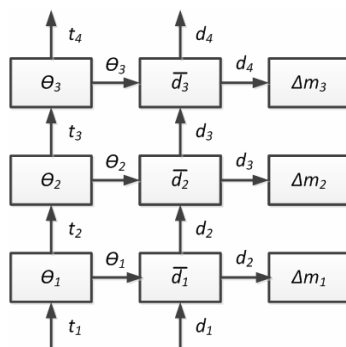 t₄ d₄
Θ₃ Θ₃ d̅₃ d₄ Δm₃
t₃ d₃
Θ₂ Θ₂ d̅₂ d₃ Δm₂
t₂ d₂
Θ₁ Θ₁ d̅₁ d₂ Δm₁
t₁ d₁